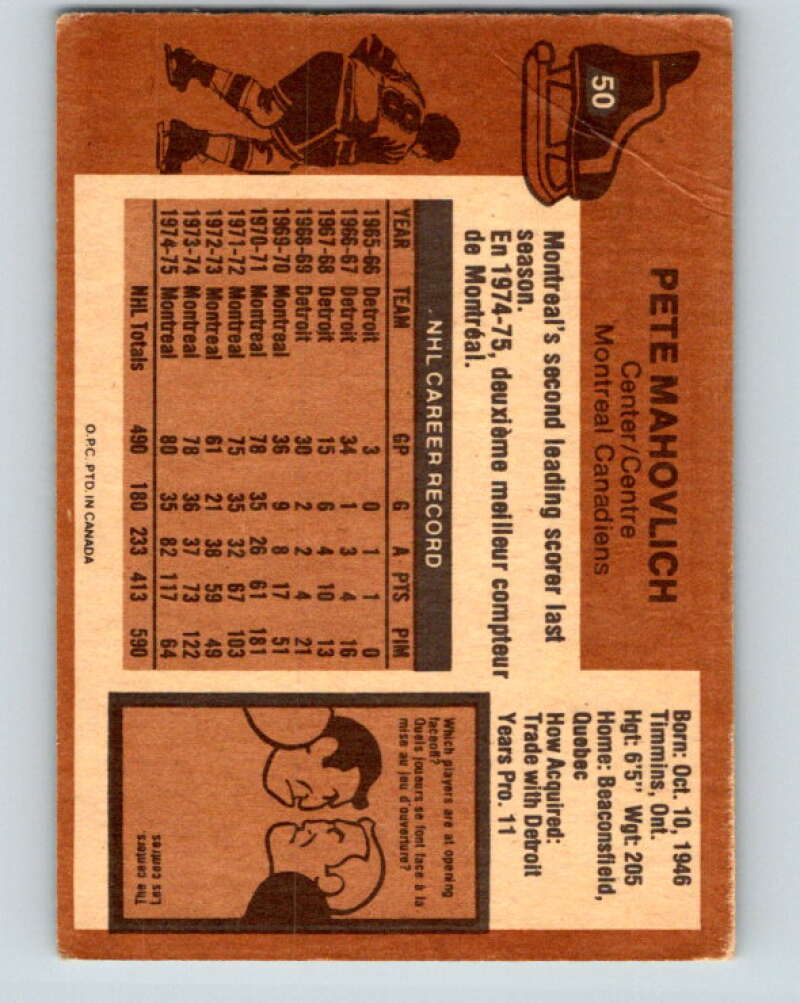 50
PETE MAHOVLICH
Center/Centre
Montreal Canadiens
Born: Oct. 10, 1946
Timmins, Ont.
Hgt: 6'5" Wgt: 205
Home: Beaconsfield,
Quebec
How Acquired:
Trade with Detroit
Years Pro. 11
Montreal's second leading scorer last
season.
En 1974-75, deuxième meilleur compteur
de Montréal.
NHL CAREER RECORD
YEAR TEAM GP G A PTS PIM
1965-66 Detroit 3 0 1 1 0
1966-67 Detroit 34 1 3 4 16
1967-68 Detroit 15 6 4 10 13
1968-69 Detroit 30 2 2 4 21
1969-70 Montreal 36 9 8 17 51
1970-71 Montreal 78 35 26 61 181
1971-72 Montreal 75 35 32 67 103
1972-73 Montreal 61 21 38 59 49
1973-74 Montreal 78 36 37 73 122
1974-75 Montreal 80 35 82 117 64
NHL Totals 490 180 233 413 590
Which players are at opening
faceoff?
Quels joueurs se font face à la
mise au jeu d'ouverture?
The centers
Les centres
O.P.C. PTD. IN CANADA
8